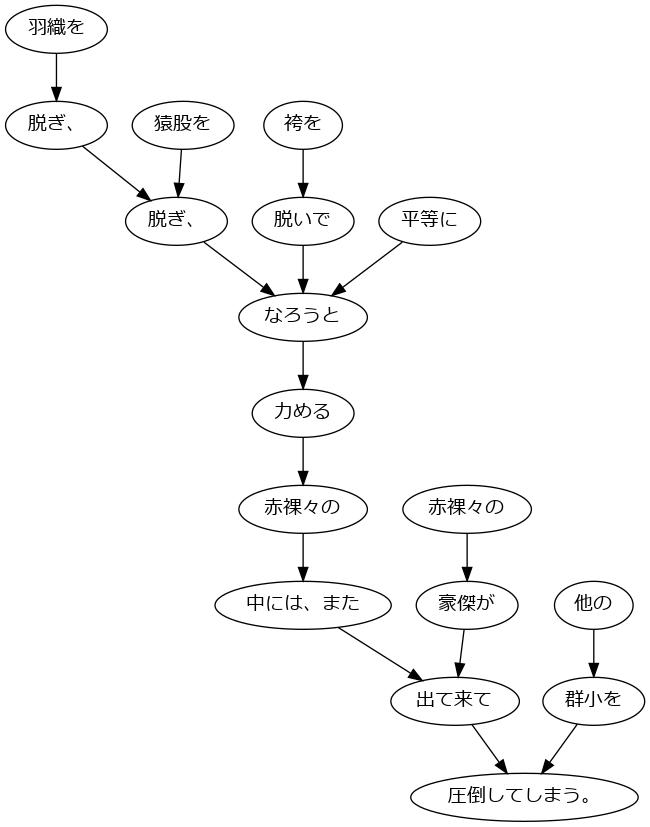 羽織を
脱ぎ、
猿股を
袴を
脱ぎ、
脱いで
平等に
なろうと
力める
赤裸々の
赤裸々の
中には、また
豪傑が
他の
出て来て
群小を
圧倒してしまう。